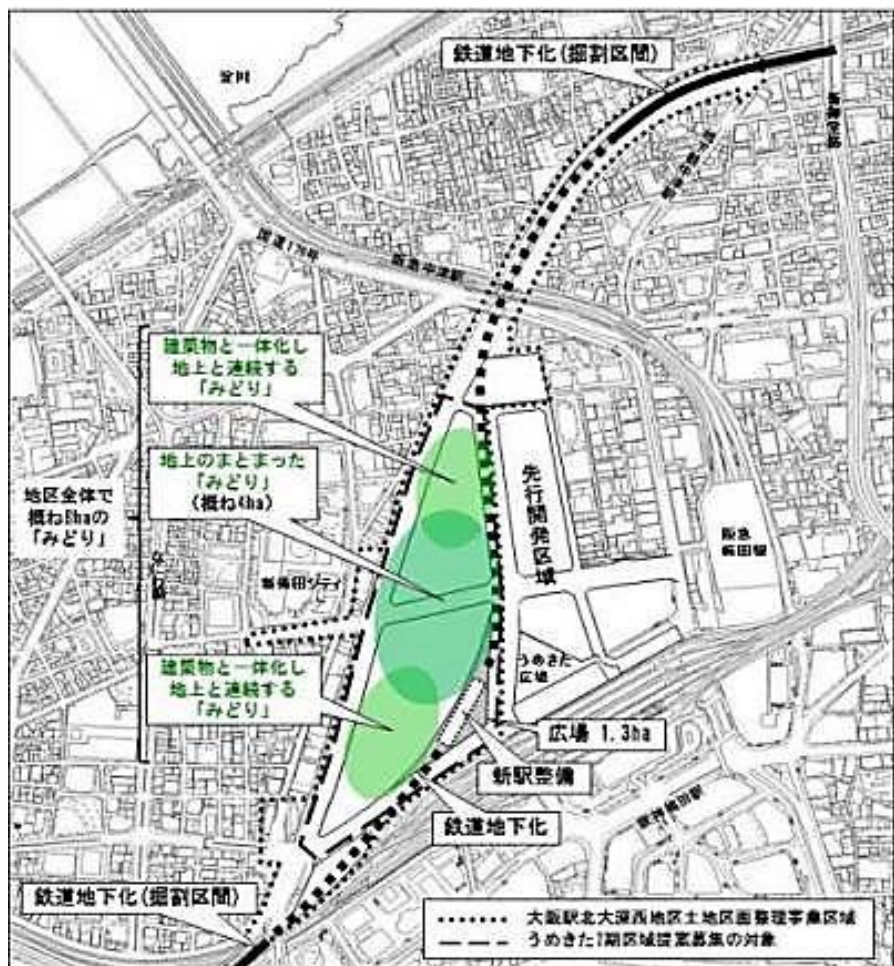 鉄道地下化(掘割区間)
淀川
国道176号
阪急中津駅
建築物と一体化し
地上と連続する
「みどり」
地上のまとまった
「みどり」
(概ね4ha)
地区全体で
概ね8haの
「みどり」
先行開発区域
阪急
梅田駅
新梅田シティ
うめきた
広場
建築物と一体化し
地上と連続する
「みどり」
広場 1.3ha
新駅整備
鉄道地下化
鉄道地下化(掘割区間)
大阪駅北大深西地区土地区画整理事業区域
うめきた2期区域提案募集の対象